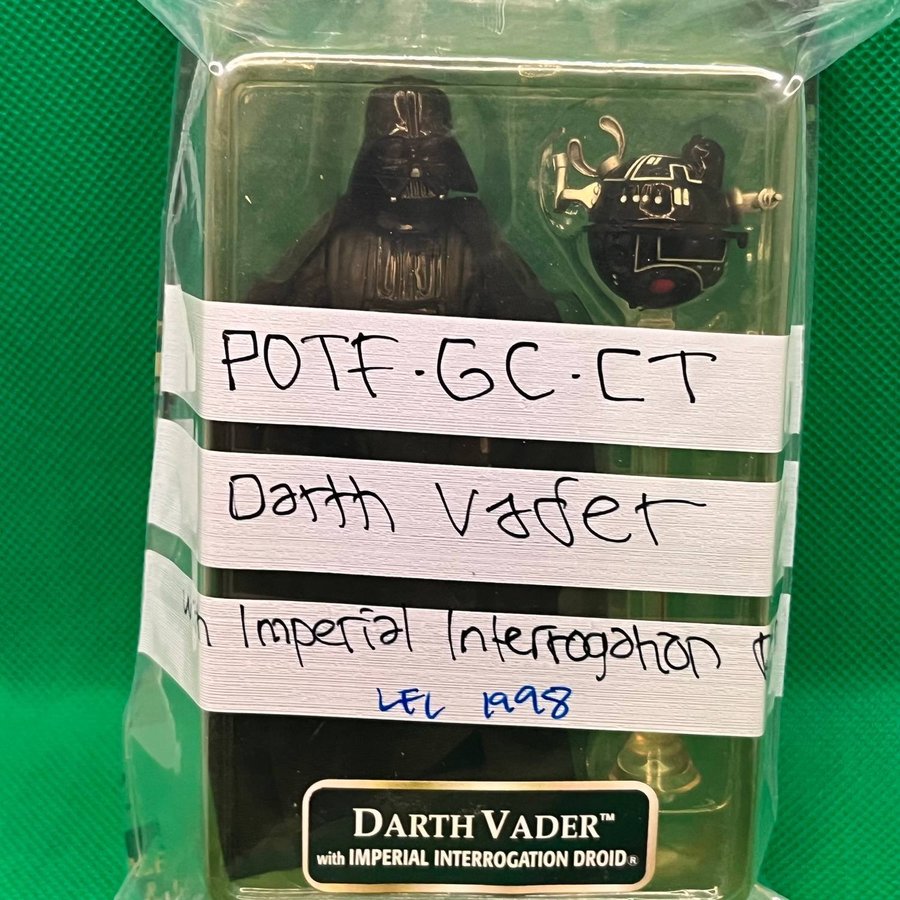 POTF·GC·CT
Darth Vader
Imperial Interrogation
LFL 1998
DARTH VADER™
with IMPERIAL INTERROGATION DROID®